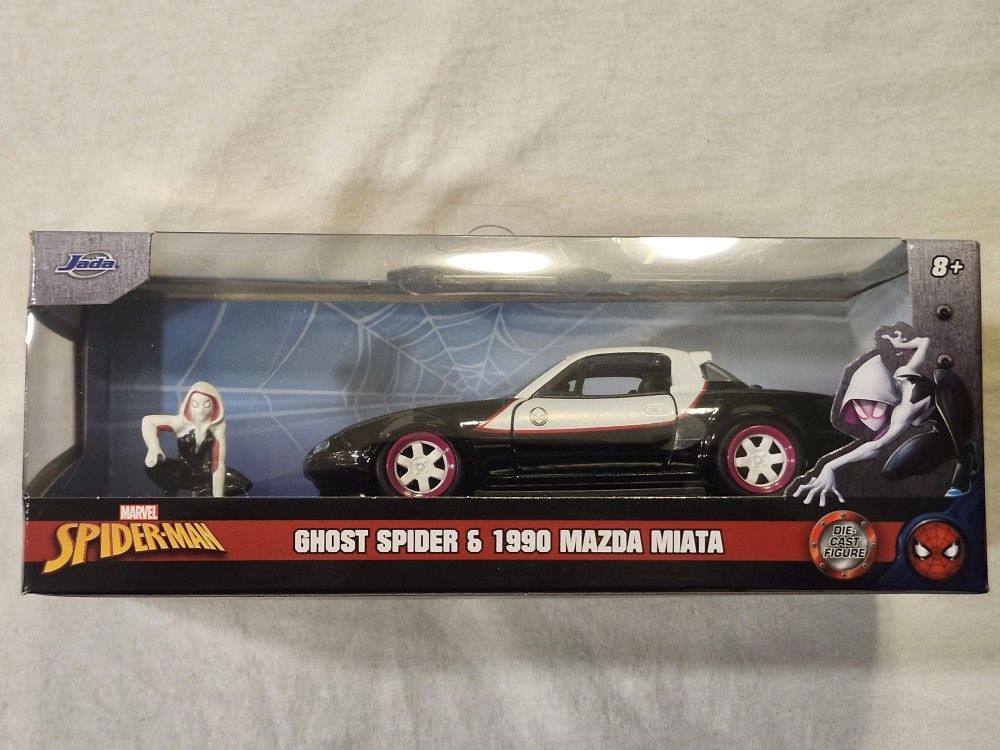 Jada
8+
MARVEL
SPIDER-MAN
GHOST SPIDER & 1990 MAZDA MIATA
DIE-
CAST
FIGURE